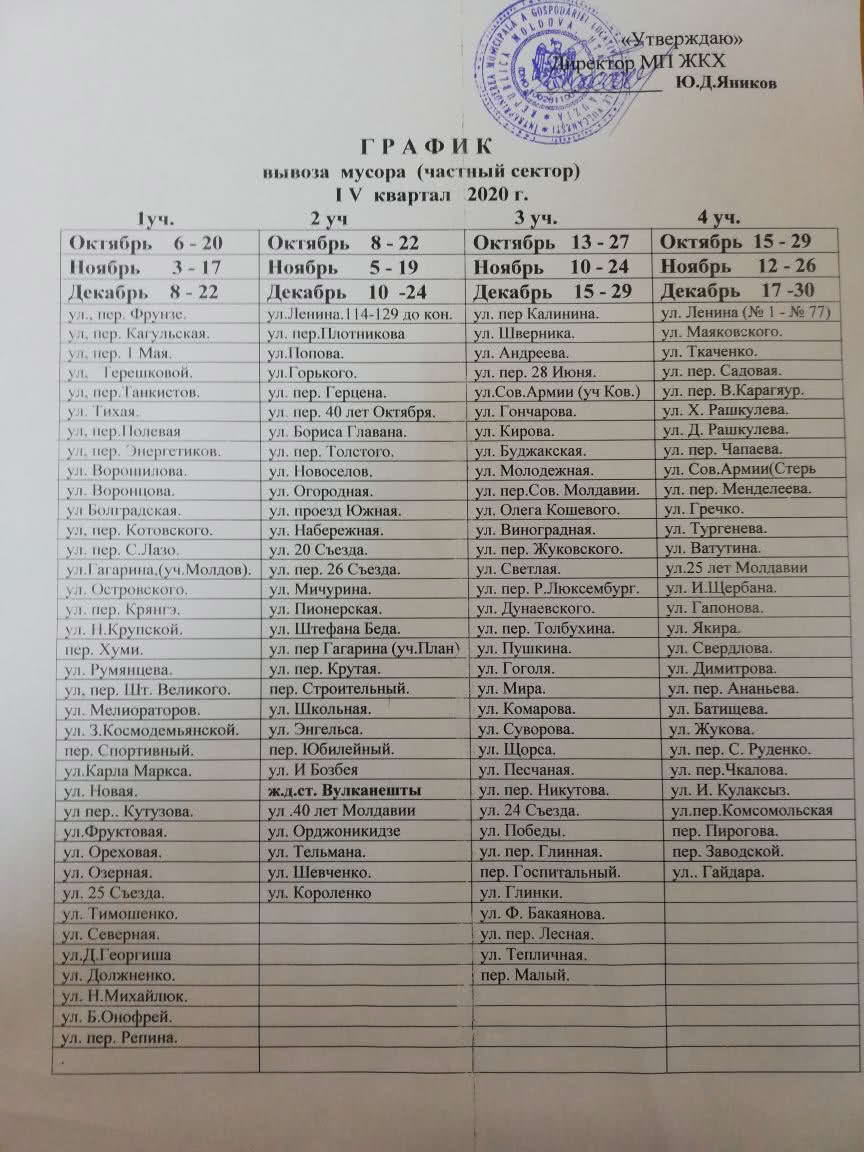 «Утверждаю»
Директор МП ЖКХ
Ю.Д.Яников
Г Р А Ф И К
вывоза мусора (частный сектор)
I V квартал 2020 г.
1уч. 2 уч 3 уч. 4 уч.
Октябрь 6 - 20 Октябрь 8 - 22 Октябрь 13 - 27 Октябрь 15 - 29
Ноябрь 3 - 17 Ноябрь 5 - 19 Ноябрь 10 - 24 Ноябрь 12 - 26
Декабрь 8 - 22 Декабрь 10 -24 Декабрь 15 - 29 Декабрь 17 -30
ул., пер. Фрунзе. ул.Ленина.114-129 до кон. ул. пер Калинина. ул. Ленина (№ 1 - № 77)
ул, пер. Кагульская. ул. пер.Плотникова ул. Шверника. ул. Маяковского.
ул, пер. 1 Мая. ул.Попова. ул. Андреева. ул. Ткаченко.
ул. Терешковой. ул.Горького. ул. пер. 28 Июня. ул. пер. Садовая.
ул, пер.Танкистов. ул. пер. Герцена. ул.Сов.Армии (уч Ков.) ул. пер. В.Карагяур.
ул. Тихая. ул. пер. 40 лет Октября. ул. Гончарова. ул. Х. Рашкулева.
ул, пер.Полевая ул. Бориса Главана. ул. Кирова. ул. Д. Рашкулева.
ул, пер. Энергетиков. ул. пер. Толстого. ул. Буджакская. ул. пер. Чапаева.
ул. Ворошилова. ул. Новоселов. ул. Молодежная. ул. Сов.Армии(Стерь
ул. Воронцова. ул. Огородная. ул. пер.Сов. Молдавии. ул. пер. Менделеева.
ул Болградская. ул. проезд Южная. ул. Олега Кошевого. ул. Гречко.
ул, пер. Котовского. ул. Набережная. ул. Виноградная. ул. Тургенева.
ул. пер. С.Лазо. ул. 20 Съезда. ул. пер. Жуковского. ул. Ватутина.
ул.Гагарина,(уч.Молдов). ул. пер. 26 Съезда. ул. Светлая. ул.25 лет Молдавии
ул. Островского. ул. Мичурина. ул. пер. Р.Люксембург. ул. И.Щербана.
ул. пер. Крянгэ. ул. Пионерская. ул. Дунаевского. ул. Гапонова.
ул. Н.Крупской. ул. Штефана Беда. ул. пер. Толбухина. ул. Якира.
пер. Хуми. ул. пер Гагарина (уч.План) ул. Пушкина. ул. Свердлова.
ул. Румянцева. ул. пер. Крутая. ул. Гоголя. ул. Димитрова.
ул, пер. Шт. Великого. пер. Строительный. ул. Мира. ул. пер. Ананьева.
ул. Мелиораторов. ул. Школьная. ул. Комарова. ул. Батищева.
ул. З.Космодемьянской. ул. Энгельса. ул. Суворова. ул. Жукова.
пер. Спортивный. пер. Юбилейный. ул. Щорса. ул. пер. С. Руденко.
ул.Карла Маркса. ул. И Бозбея ул. Песчаная. ул. пер.Чкалова.
ул. Новая. ж.д.ст. Вулканешты ул. пер. Никутова. ул. И. Кулаксыз.
ул пер.. Кутузова. ул .40 лет Молдавии ул. 24 Съезда. ул.пер.Комсомольская
ул.Фруктовая. ул. Орджоникидзе ул. Победы. пер. Пирогова.
ул. Ореховая. ул. Тельмана. ул. пер. Глинная. пер. Заводской.
ул. Озерная. ул. Шевченко. пер. Госпитальный. ул.. Гайдара.
ул. 25 Съезда. ул. Короленко ул. Глинки.
ул. Тимошенко. ул. Ф. Бакаянова.
ул. Северная. ул. пер. Лесная.
ул.Д.Георгиша ул. Тепличная.
ул. Должненко. пер. Малый.
ул. Н.Михайлюк.
ул. Б.Онофрей.
ул. пер. Репина.
.